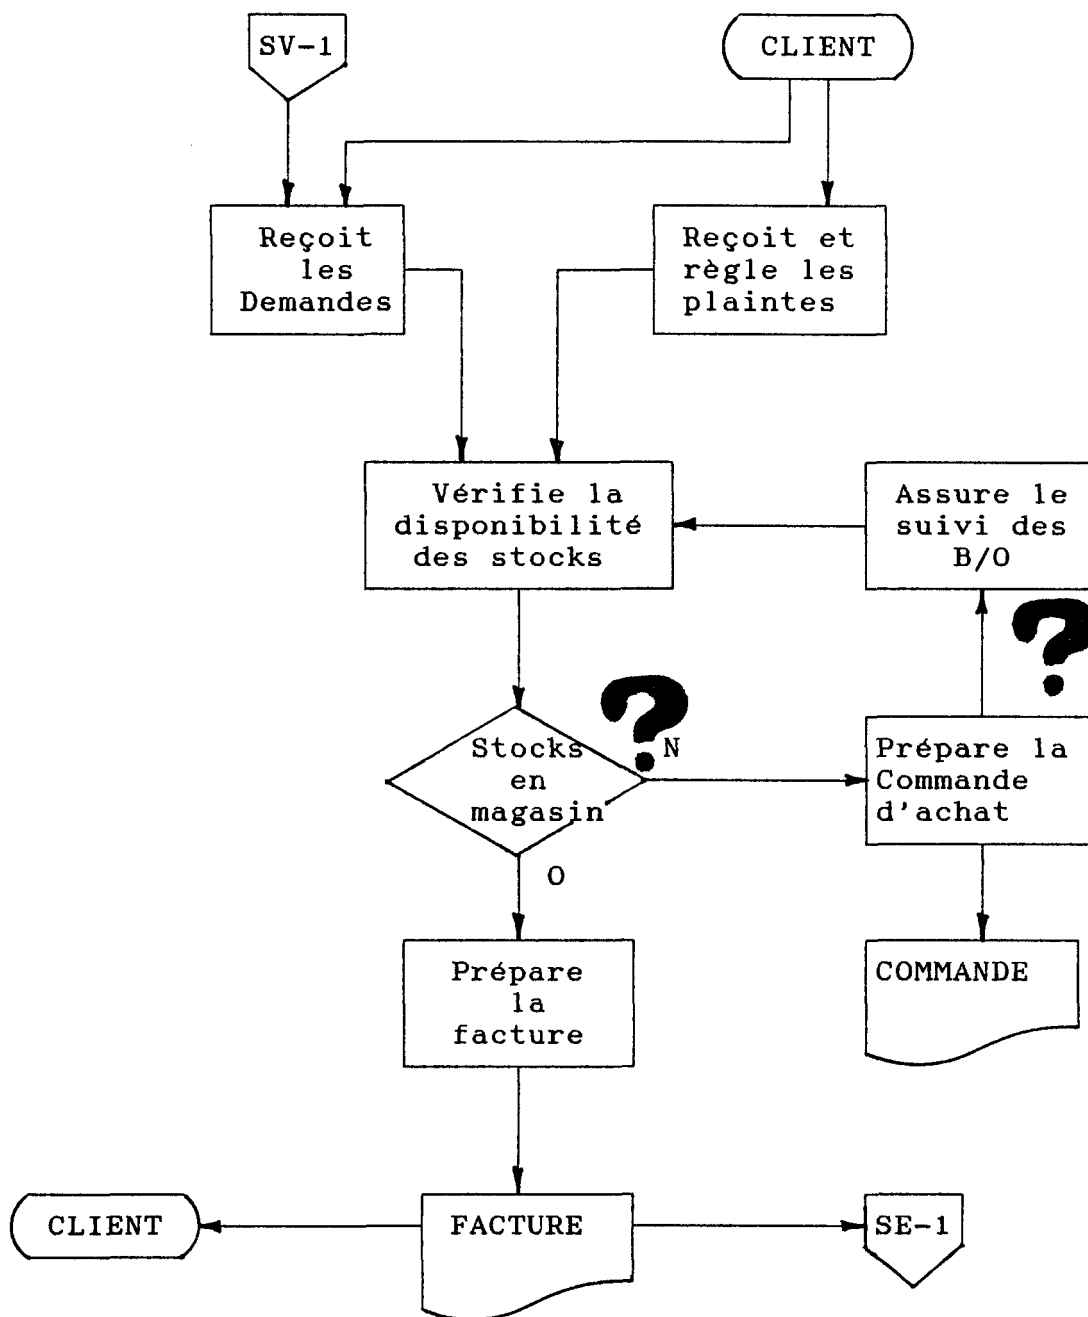 SV-1
CLIENT
Reçoit
les
Demandes
Reçoit et
règle les
plaintes
Vérifie la
disponibilité
des stocks
Assure le
suivi des
B/O
?
?
Stocks
en
magasin
N
Prépare la
Commande
d'achat
O
Prépare
la
facture
COMMANDE
CLIENT
FACTURE
SE-1